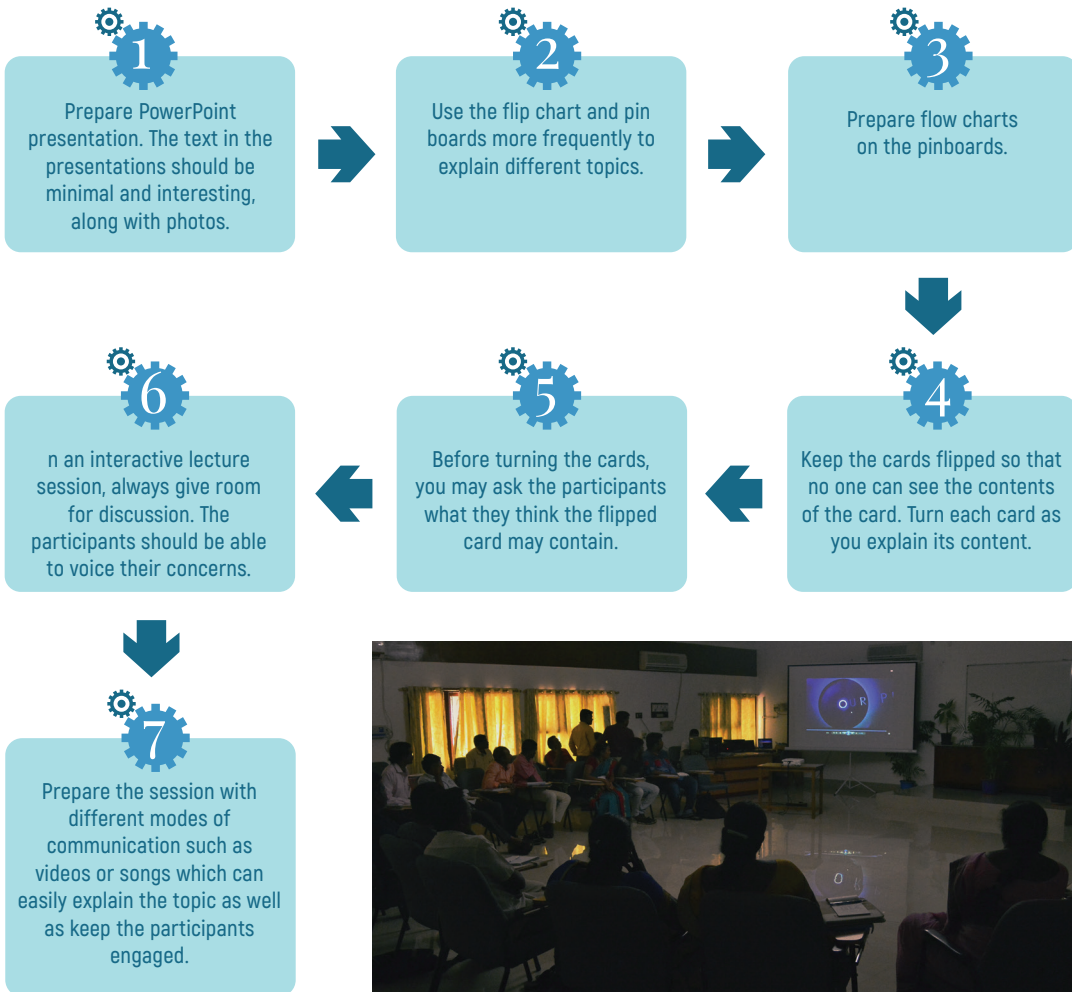 1
Prepare PowerPoint
presentation. The text in the
presentations should be
minimal and interesting,
along with photos.
2
Use the flip chart and pin
boards more frequently to
explain different topics.
3
Prepare flow charts
on the pinboards.
4
Keep the cards flipped so that
no one can see the contents
of the card. Turn each card as
you explain its content.
5
Before turning the cards,
you may ask the participants
what they think the flipped
card may contain.
6
n an interactive lecture
session, always give room
for discussion. The
participants should be able
to voice their concerns.
7
Prepare the session with
different modes of
communication such as
videos or songs which can
easily explain the topic as well
as keep the participants
engaged.